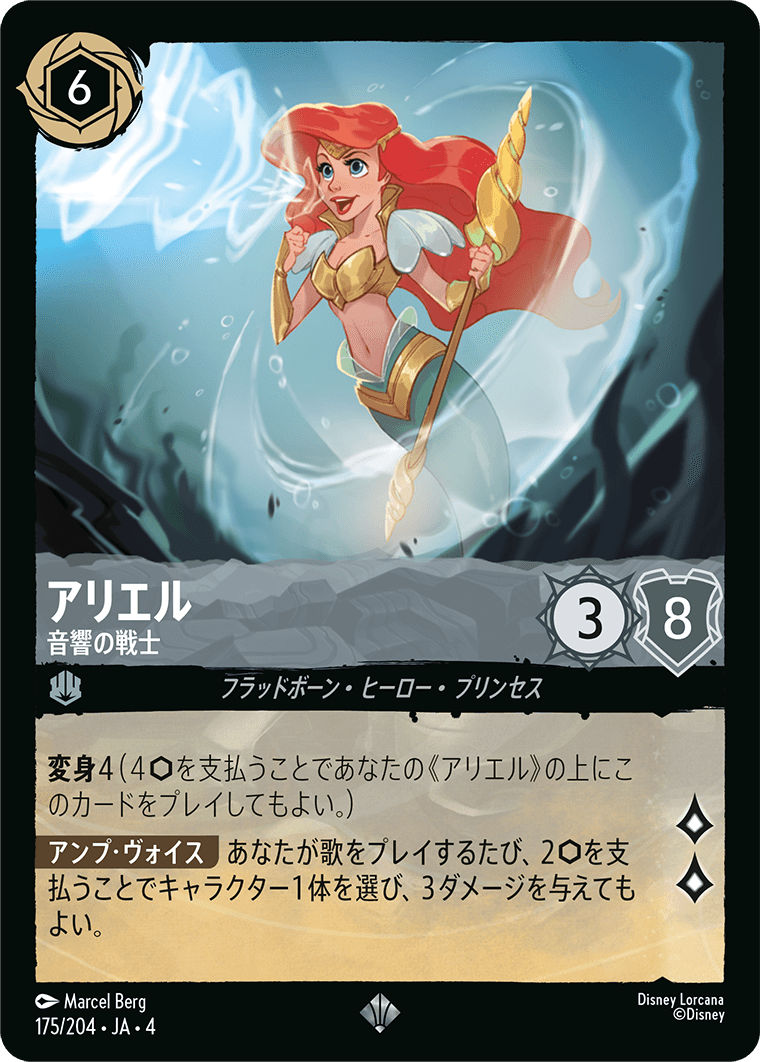 6
アリエル
音響の戦士
3
8
フラッドボーン・ヒーロー・プリンセス
変身4(4⬡を支払うことであなたの《アリエル》の上にこ
のカードをプレイしてもよい。)
アンプ・ヴォイス あなたが歌をプレイするたび、2⬡を支
払うことでキャラクター1体を選び、3ダメージを与えても
よい。
Marcel Berg
175/204・JA・4
Disney Lorcana
©Disney